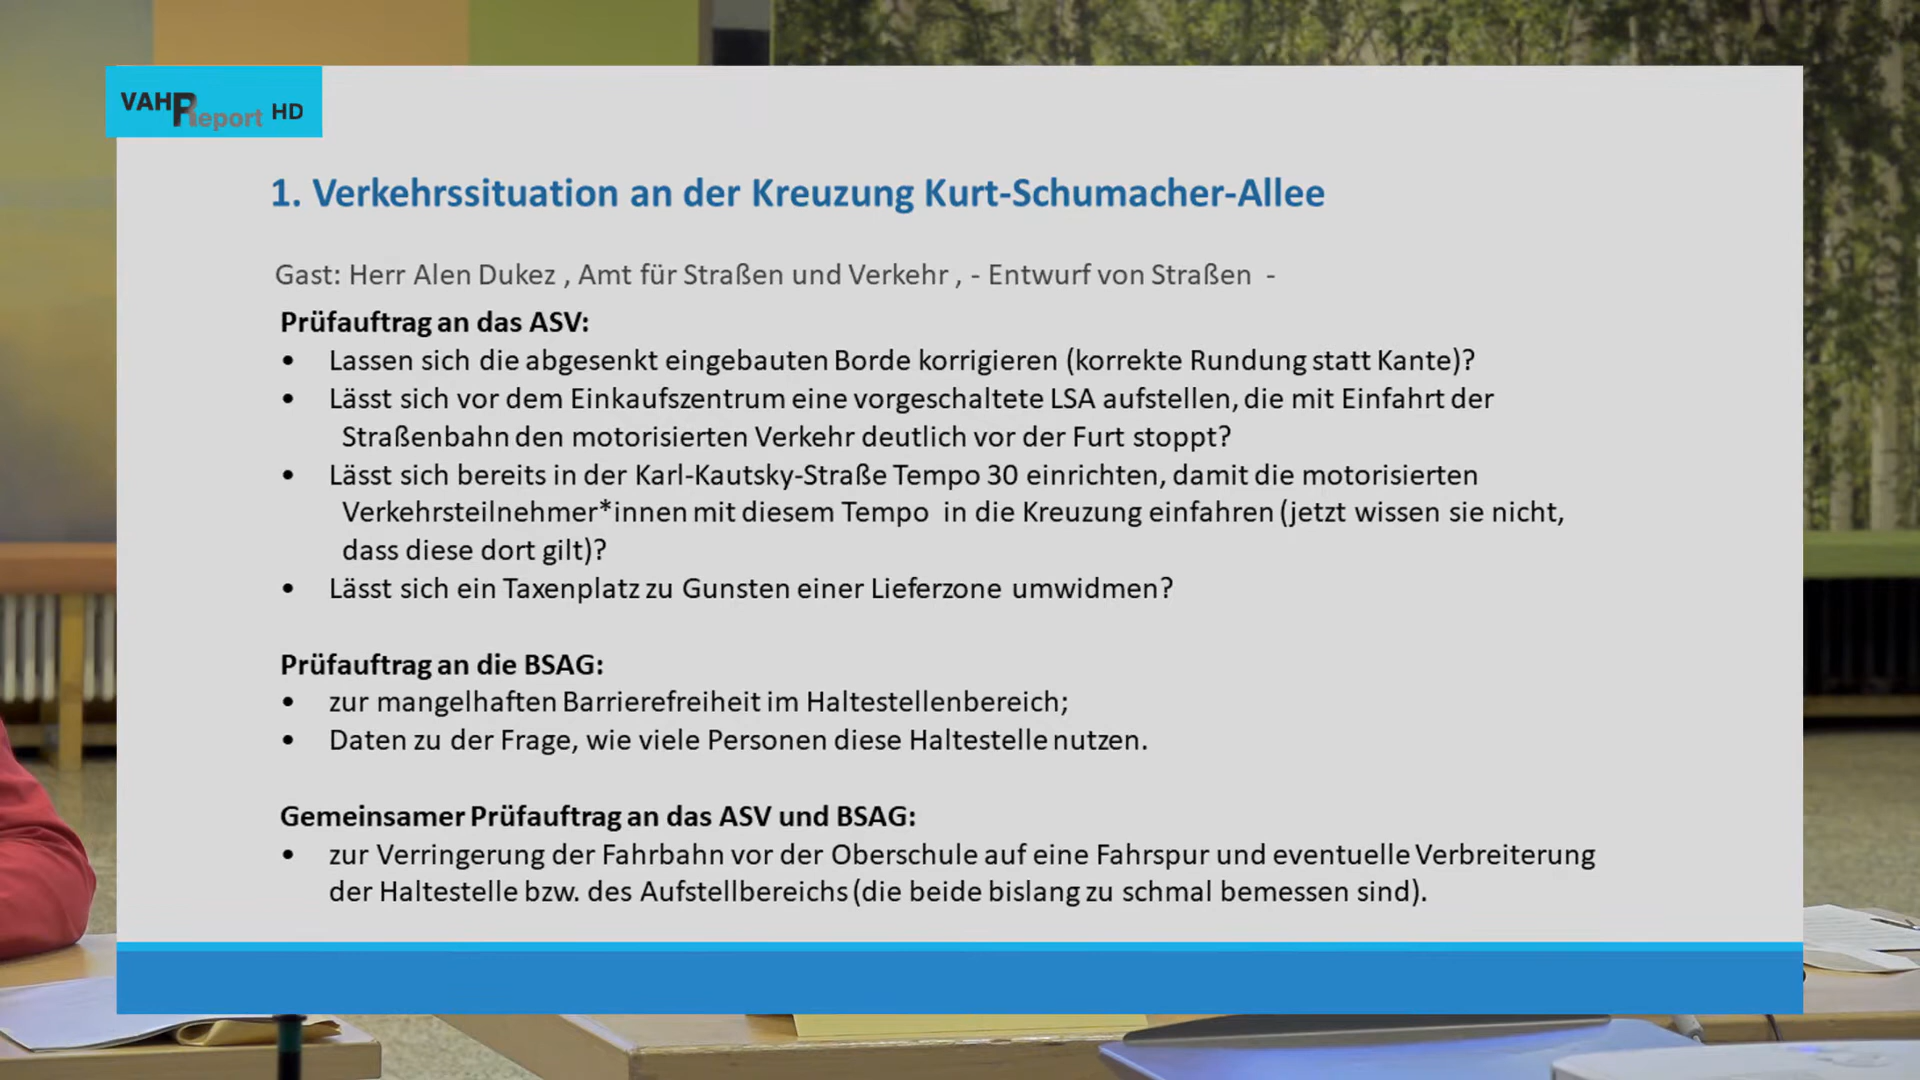 VAHR
Report HD
1. Verkehrssituation an der Kreuzung Kurt-Schumacher-Allee
Gast: Herr Alen Dukez , Amt für Straßen und Verkehr , - Entwurf von Straßen -
Prüfauftrag an das ASV:
• Lassen sich die abgesenkt eingebauten Borde korrigieren (korrekte Rundung statt Kante)?
• Lässt sich vor dem Einkaufszentrum eine vorgeschaltete LSA aufstellen, die mit Einfahrt der
Straßenbahn den motorisierten Verkehr deutlich vor der Furt stoppt?
• Lässt sich bereits in der Karl-Kautsky-Straße Tempo 30 einrichten, damit die motorisierten
Verkehrsteilnehmer*innen mit diesem Tempo in die Kreuzung einfahren (jetzt wissen sie nicht,
dass diese dort gilt)?
• Lässt sich ein Taxenplatz zu Gunsten einer Lieferzone umwidmen?
Prüfauftrag an die BSAG:
• zur mangelhaften Barrierefreiheit im Haltestellenbereich;
• Daten zu der Frage, wie viele Personen diese Haltestelle nutzen.
Gemeinsamer Prüfauftrag an das ASV und BSAG:
• zur Verringerung der Fahrbahn vor der Oberschule auf eine Fahrspur und eventuelle Verbreiterung
der Haltestelle bzw. des Aufstellbereichs (die beide bislang zu schmal bemessen sind).